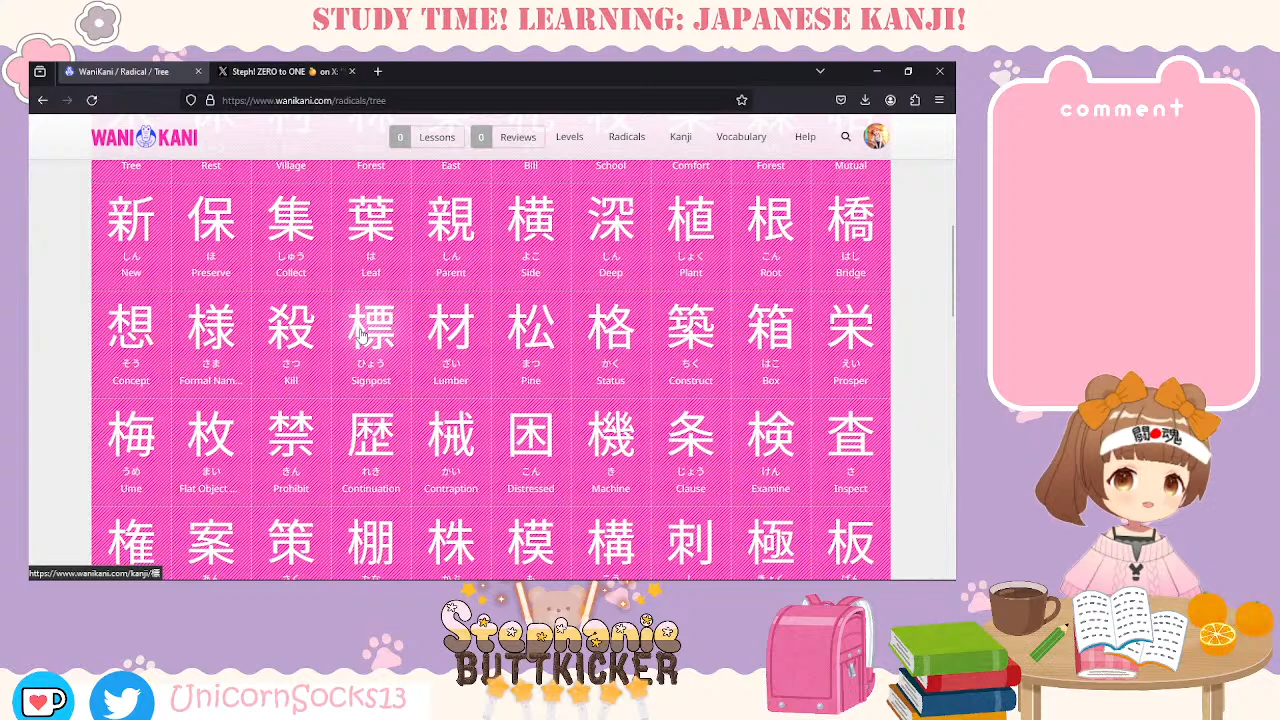 STUDY TIME! LEARNING: JAPANESE KANJI!
WaniKani / Radical / Tree
Steph! ZERO to ONE on X: "
https://www.wanikani.com/radicals/tree
WANI KANI
0 Lessons 0 Reviews Levels Radicals Kanji Vocabulary Help
Tree Rest Village Forest East Bill School Comfort Forest Mutual
新 保 集 葉 親 横 深 植 根 橋
しん ほ しゅう は しん よこ しん しょく こん はし
New Preserve Collect Leaf Parent Side Deep Plant Root Bridge
想 様 殺 標 材 松 格 築 箱 栄
そう さま さつ ひょう ざい まつ かく ちく はこ えい
Concept Formal Nam... Kill Signpost Lumber Pine Status Construct Box Prosper
梅 枚 禁 歴 械 困 機 条 検 査
うめ まい きん れき かい こん き じょう けん さ
Ume Flat Object ... Prohibit Continuation Contraption Distressed Machine Clause Examine Inspect
権 案 策 棚 株 模 構 刺 極 板
https://www.wanikani.com/kanji/標
comment
闘魂
Stephanie
BUTTKICKER
UnicornSocks13